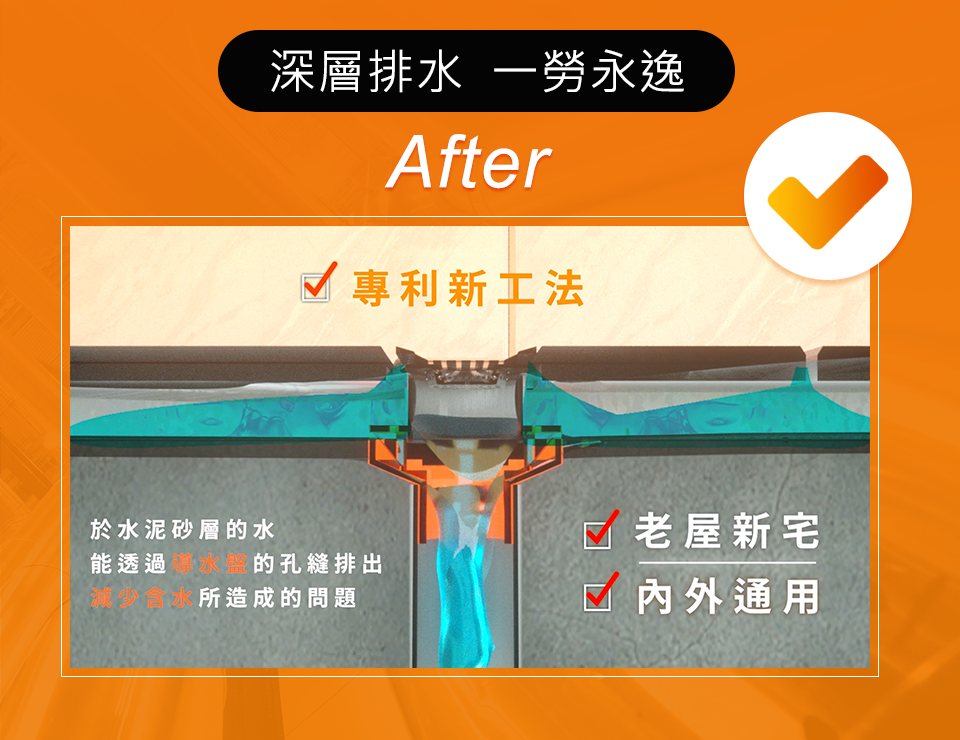 深層排水 一勞永逸
After
專利新工法
於水泥砂層的水
能透過導水盤的孔縫排出
減少含水所造成的問題
老屋新宅
內外通用